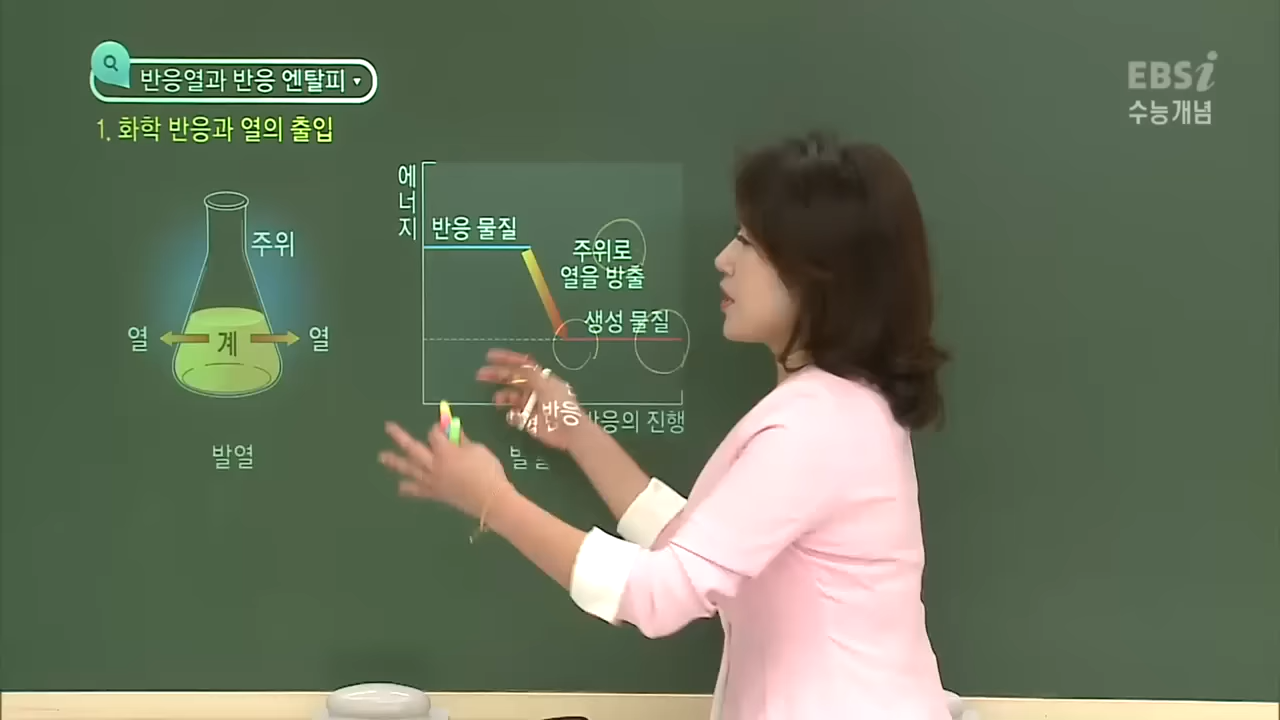 반응열과 반응 엔탈피
EBSi
수능개념
1. 화학 반응과 열의 출입
에너지
반응 물질
주위
주위로
열을 방출
생성 물질
열
계
열
반응
반응의 진행
발열